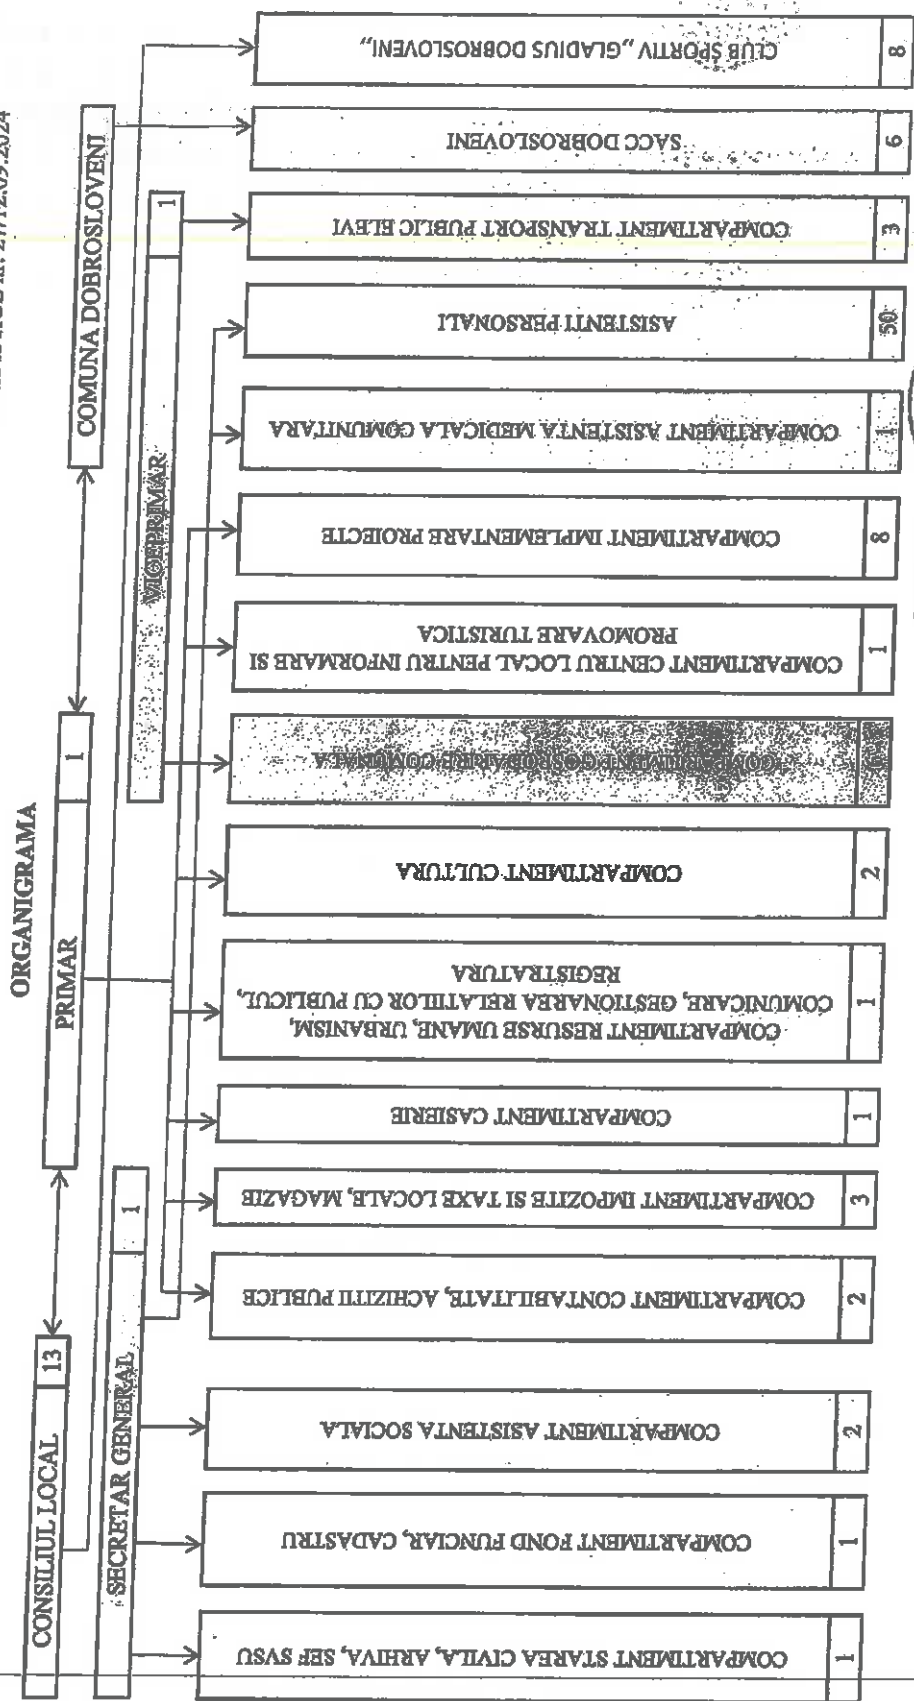 ORGANIGRAMA
CONSILIUL LOCAL
13
PRIMAR
1
COMUNA DOBROSLOVENI
SECRETAR GENERAL
1
VICEPRIMAR
1
COMPARTIMENT STAREA CIVILA, ARHIVA, SEF SVSU
1
COMPARTIMENT FOND FUNCIAR, CADASTRU
1
COMPARTIMENT ASISTENTA SOCIALA
2
COMPARTIMENT CONTABILITATE, ACHIZITII PUBLICE
2
COMPARTIMENT IMPOZITE SI TAXE LOCALE, MAGAZIE
3
COMPARTIMENT CASIERIE
1
COMPARTIMENT RESURSE UMANE, URBANISM,
COMUNICARE, GESTIONAREA RELATIILOR CU PUBLICUL,
REGISTRATURA
1
COMPARTIMENT CULTURA
2
COMPARTIMENT GOSPODARIRE COMUNALA
COMPARTIMENT CENTRU LOCAL PENTRU INFORMARE SI
PROMOVARE TURISTICA
1
COMPARTIMENT IMPLEMENTARE PROIECTE
8
COMPARTIMENT ASISTENTA MEDICALA COMUNITARA
1
ASISTENTI PERSONALI
50
COMPARTIMENT TRANSPORT PUBLIC ELEVI
3
SACC DOBROSLOVENI
6
CLUB SPORTIV ,,GLADIUS DOBROSLOVENI,,
8